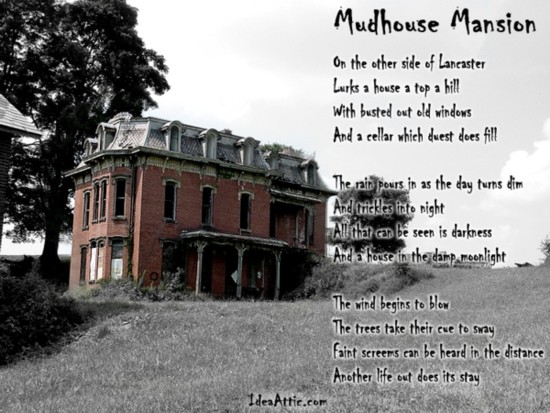 Mudhouse Mansion
On the other side of Lancaster
Lurks a house a top a hill
With busted out old windows
And a cellar which duest does fill
The rain pours in as the day turns dim
And trickles into night
All that can be seen is darkness
And a house in the damp moonlight
The wind begins to blow
The trees take their cue to sway
Faint screems can be heard in the distance
Another life out does its stay
IdeaAttic.com